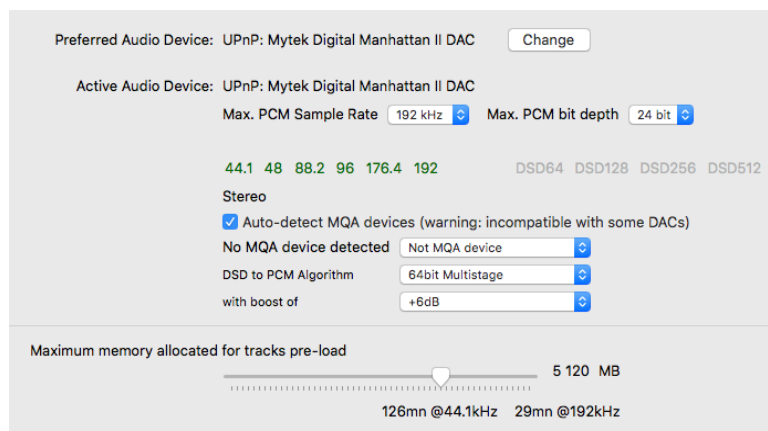 Preferred Audio Device: UPnP: Mytek Digital Manhattan II DAC Change
Active Audio Device: UPnP: Mytek Digital Manhattan II DAC
Max. PCM Sample Rate 192 kHz Max. PCM bit depth 24 bit
44.1 48 88.2 96 176.4 192 DSD64 DSD128 DSD256 DSD512
Stereo
Auto-detect MQA devices (warning: incompatible with some DACs)
No MQA device detected Not MQA device
DSD to PCM Algorithm 64bit Multistage
with boost of +6dB
Maximum memory allocated for tracks pre-load
5 120 MB
126mn @44.1kHz 29mn @192kHz